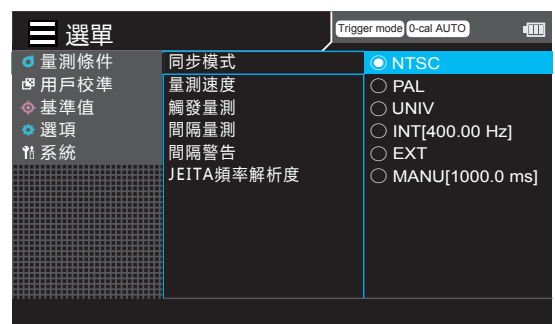 選單
Trigger mode 0-cal AUTO
量測條件
用戶校準
基準值
選項
系統
同步模式
量測速度
觸發量測
間隔量測
間隔警告
JEITA頻率解析度
NTSC
PAL
UNIV
INT[400.00 Hz]
EXT
MANU[1000.0 ms]